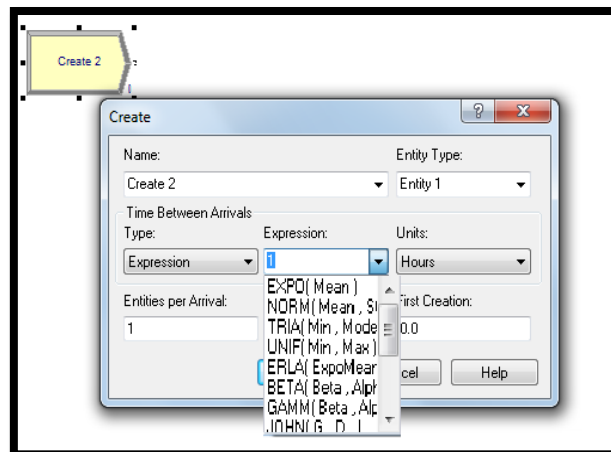 Create 2
Create
Name: Entity Type:
Create 2 Entity 1
Time Between Arrivals
Type: Expression: Units:
Expression 1 Hours
EXPO( Mean )
NORM( Mean , S
Entities per Arrival: First Creation:
TRIA( Min , Mode
1 0.0
UNIF( Min , Max )
ERLA( ExpoMear
cel Help
BETA( Beta , Alph
GAMM( Beta , Alp
JOHN( G , D , L